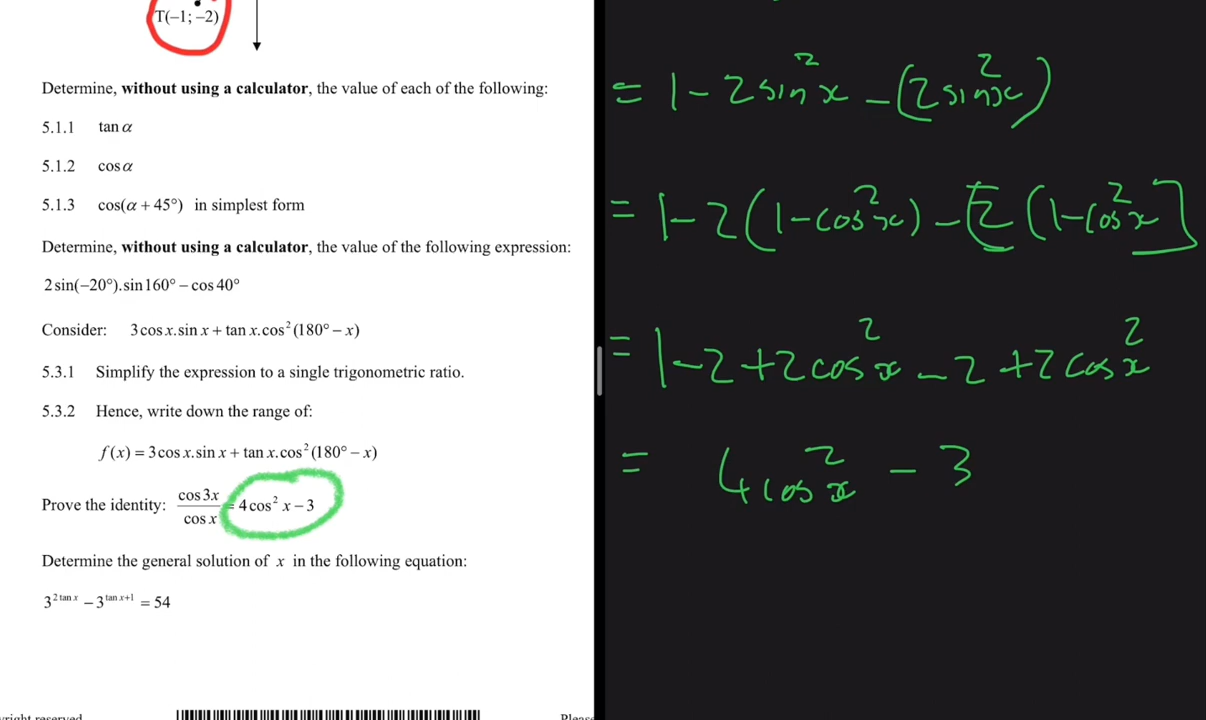 T(−1; −2)
Determine, without using a calculator, the value of each of the following:
5.1.1 tan α
5.1.2 cos α
5.1.3 cos(α + 45°) in simplest form
Determine, without using a calculator, the value of the following expression:
2 sin(−20°).sin 160° − cos 40°
Consider: 3 cos x.sin x + tan x.cos²(180° − x)
5.3.1 Simplify the expression to a single trigonometric ratio.
5.3.2 Hence, write down the range of:
f(x) = 3 cos x.sin x + tan x.cos²(180° − x)
Prove the identity: cos 3x / cos x = 4 cos² x − 3
Determine the general solution of x in the following equation:
3^(2 tan x) − 3^(tan x+1) = 54
right reserved
Please
= 1 − 2 sin² x − (2 sin² x)
= 1 − 2(1 − cos² x) − [2(1 − cos² x]
= 1 − 2 + 2 cos² x − 2 + 2 cos² x
= 4 cos² x − 3